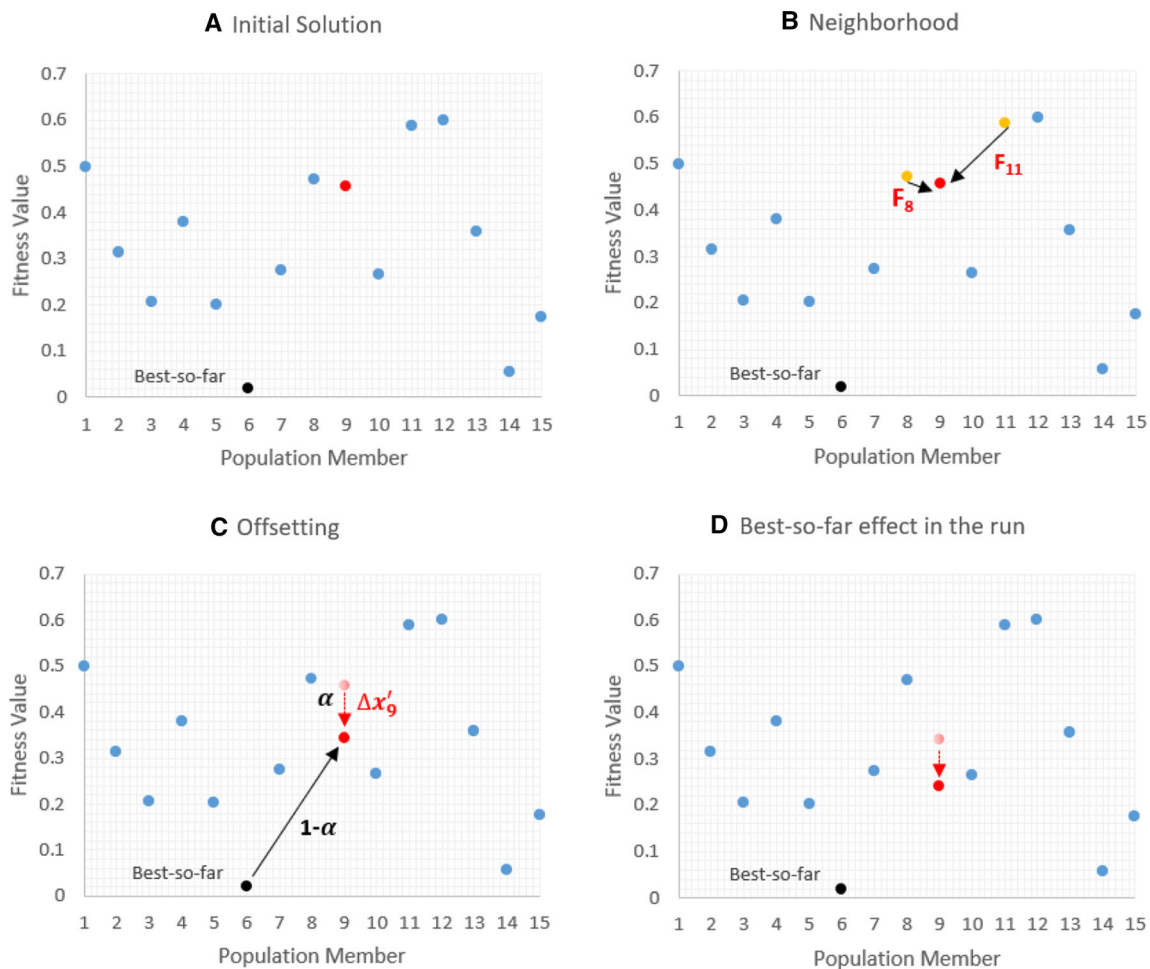 A Initial Solution
Fitness Value
0.7
0.6
0.5
0.4
0.3
0.2
0.1
0
Best-so-far
1 2 3 4 5 6 7 8 9 10 11 12 13 14 15
Population Member
B Neighborhood
Fitness Value
0.7
0.6
0.5
0.4
0.3
0.2
0.1
0
F₁₁
F₈
Best-so-far
1 2 3 4 5 6 7 8 9 10 11 12 13 14 15
Population Member
C Offsetting
Fitness Value
0.7
0.6
0.5
0.4
0.3
0.2
0.1
0
α Δx′₉
1-α
Best-so-far
1 2 3 4 5 6 7 8 9 10 11 12 13 14 15
Population Member
D Best-so-far effect in the run
Fitness Value
0.7
0.6
0.5
0.4
0.3
0.2
0.1
0
Best-so-far
1 2 3 4 5 6 7 8 9 10 11 12 13 14 15
Population Member